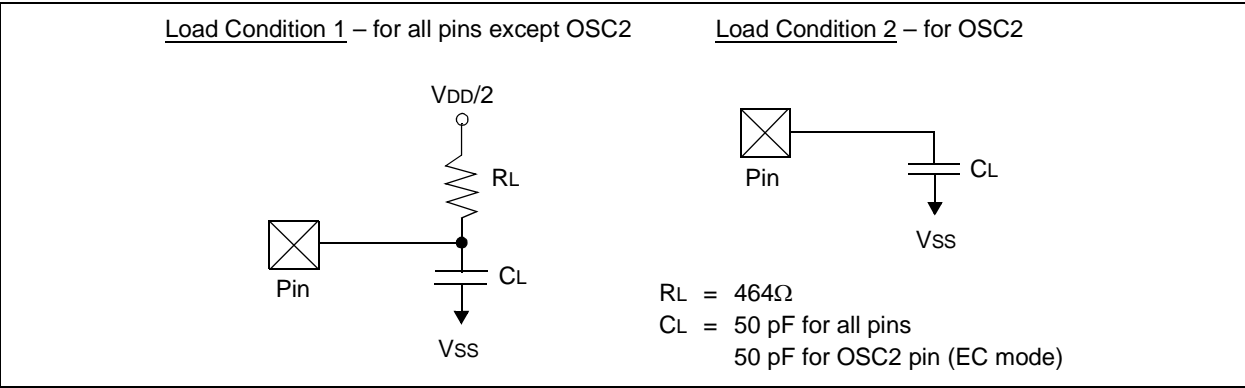 Load Condition 1 – for all pins except OSC2
Load Condition 2 – for OSC2
VDD/2
RL
Pin
CL
VSS
Pin
CL
VSS
RL = 464Ω
CL = 50 pF for all pins
50 pF for OSC2 pin (EC mode)